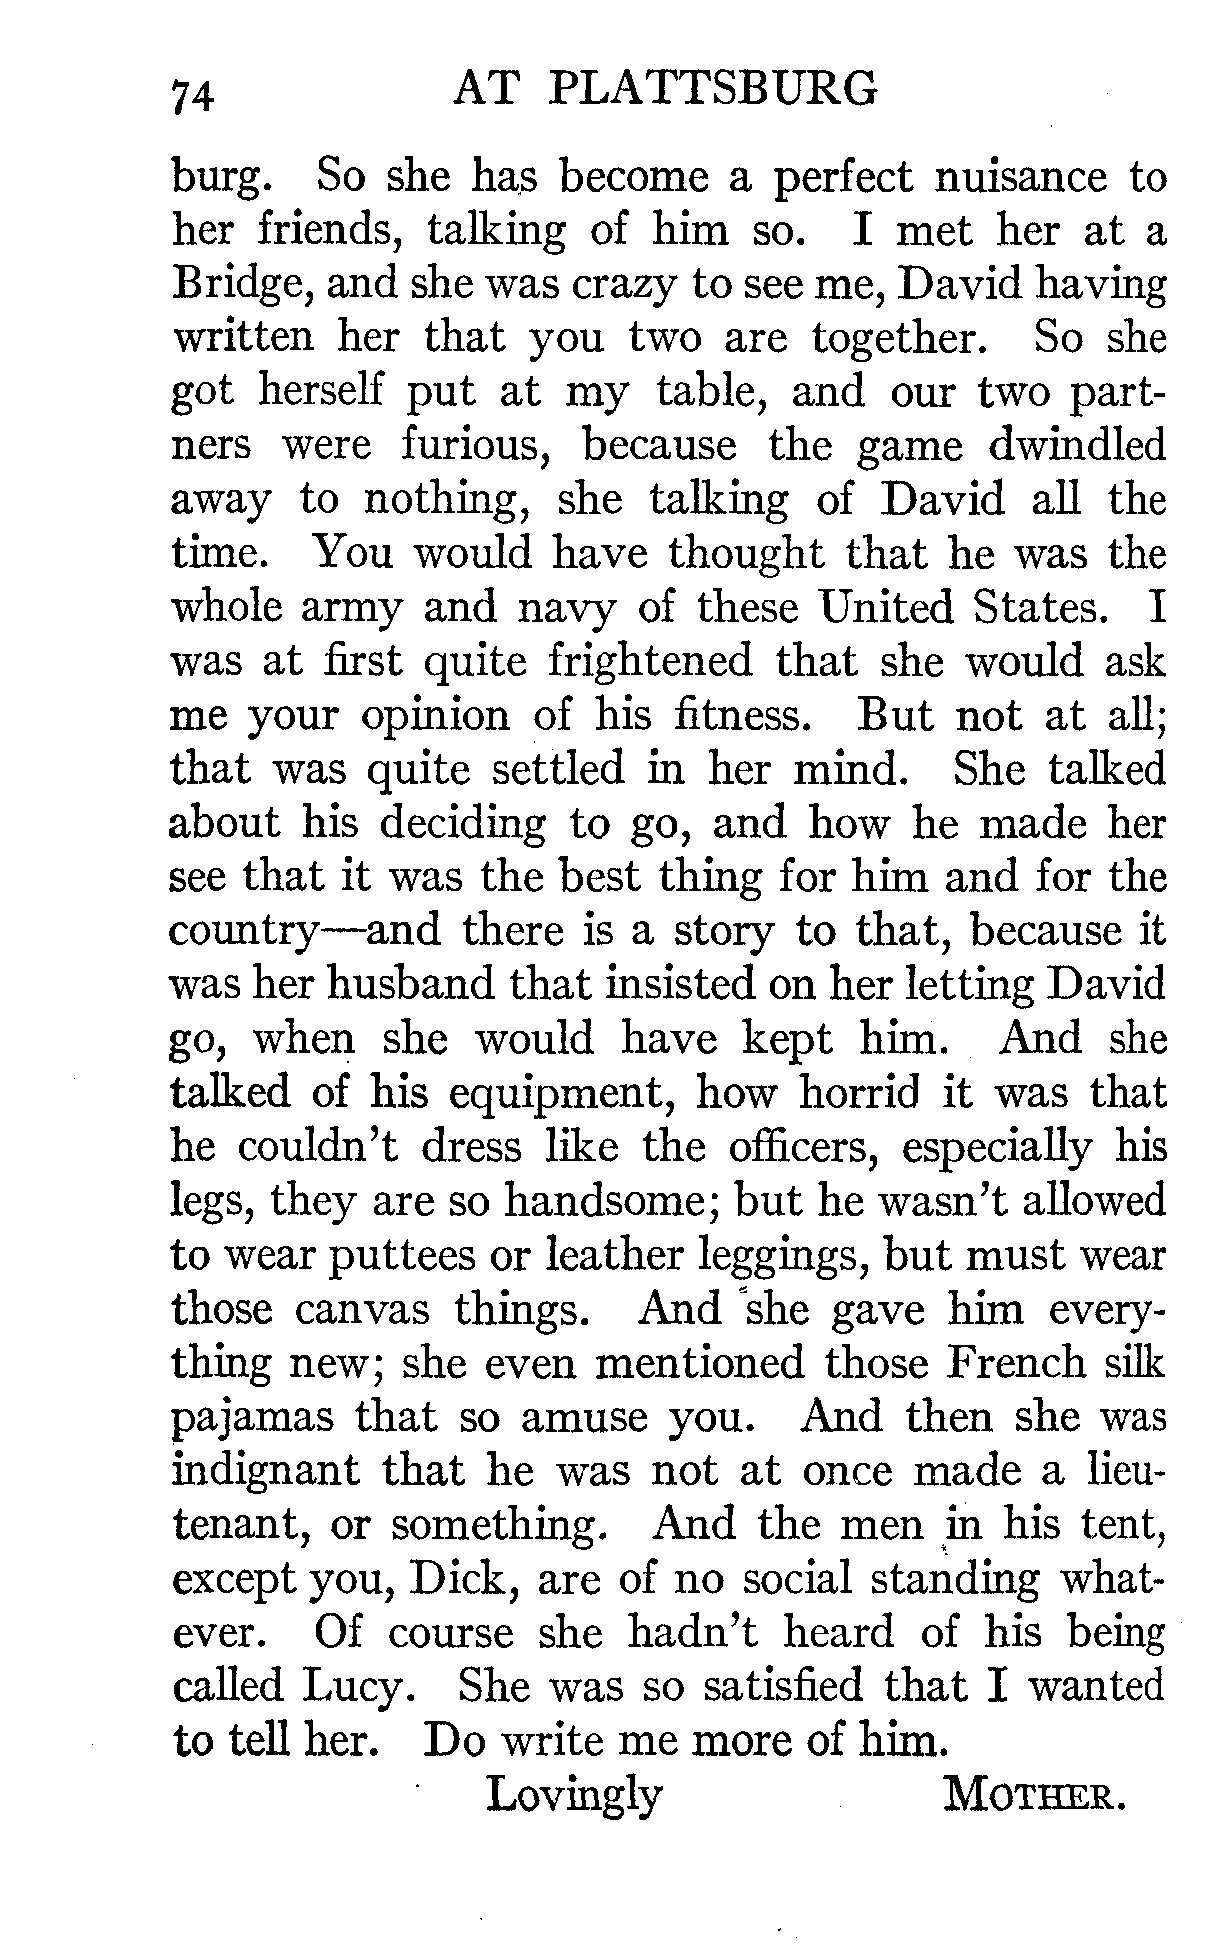 74 AT PLATTSBURG
burg. So she has become a perfect nuisance to
her friends, talking of him so. I met her at a
Bridge, and she was crazy to see me, David having
written her that you two are together. So she
got herself put at my table, and our two part-
ners were furious, because the game dwindled
away to nothing, she talking of David all the
time. You would have thought that he was the
whole army and navy of these United States. I
was at first quite frightened that she would ask
me your opinion of his fitness. But not at all;
that was quite settled in her mind. She talked
about his deciding to go, and how he made her
see that it was the best thing for him and for the
country—and there is a story to that, because it
was her husband that insisted on her letting David
go, when she would have kept him. And she
talked of his equipment, how horrid it was that
he couldn't dress like the officers, especially his
legs, they are so handsome; but he wasn't allowed
to wear puttees or leather leggings, but must wear
those canvas things. And she gave him every-
thing new; she even mentioned those French silk
pajamas that so amuse you. And then she was
indignant that he was not at once made a lieu-
tenant, or something. And the men in his tent,
except you, Dick, are of no social standing what-
ever. Of course she hadn't heard of his being
called Lucy. She was so satisfied that I wanted
to tell her. Do write me more of him.
Lovingly MOTHER.